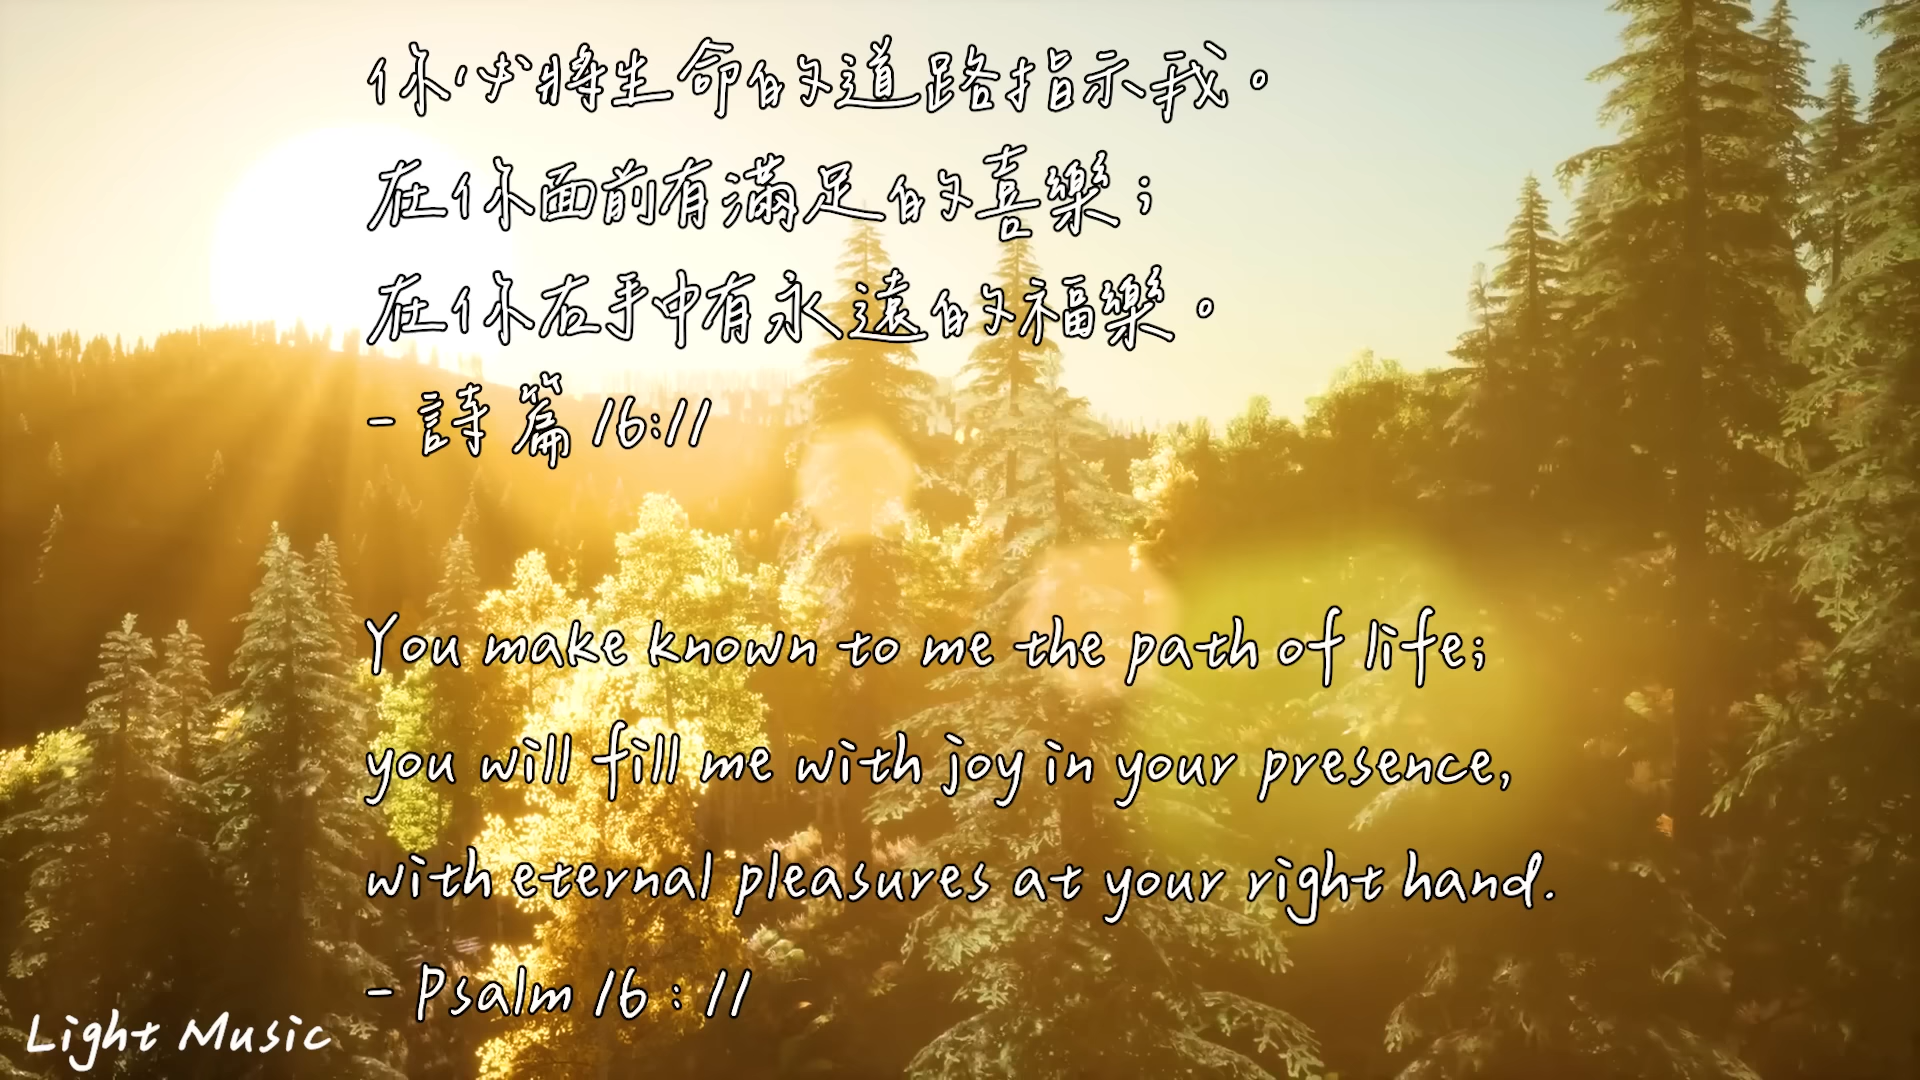 你必將生命的道路指示我。
在你面前有滿足的喜樂；
在你右手中有永遠的福樂。
- 詩篇 16:11
You make known to me the path of life;
you will fill me with joy in your presence,
with eternal pleasures at your right hand.
- Psalm 16 : 11
Light Music